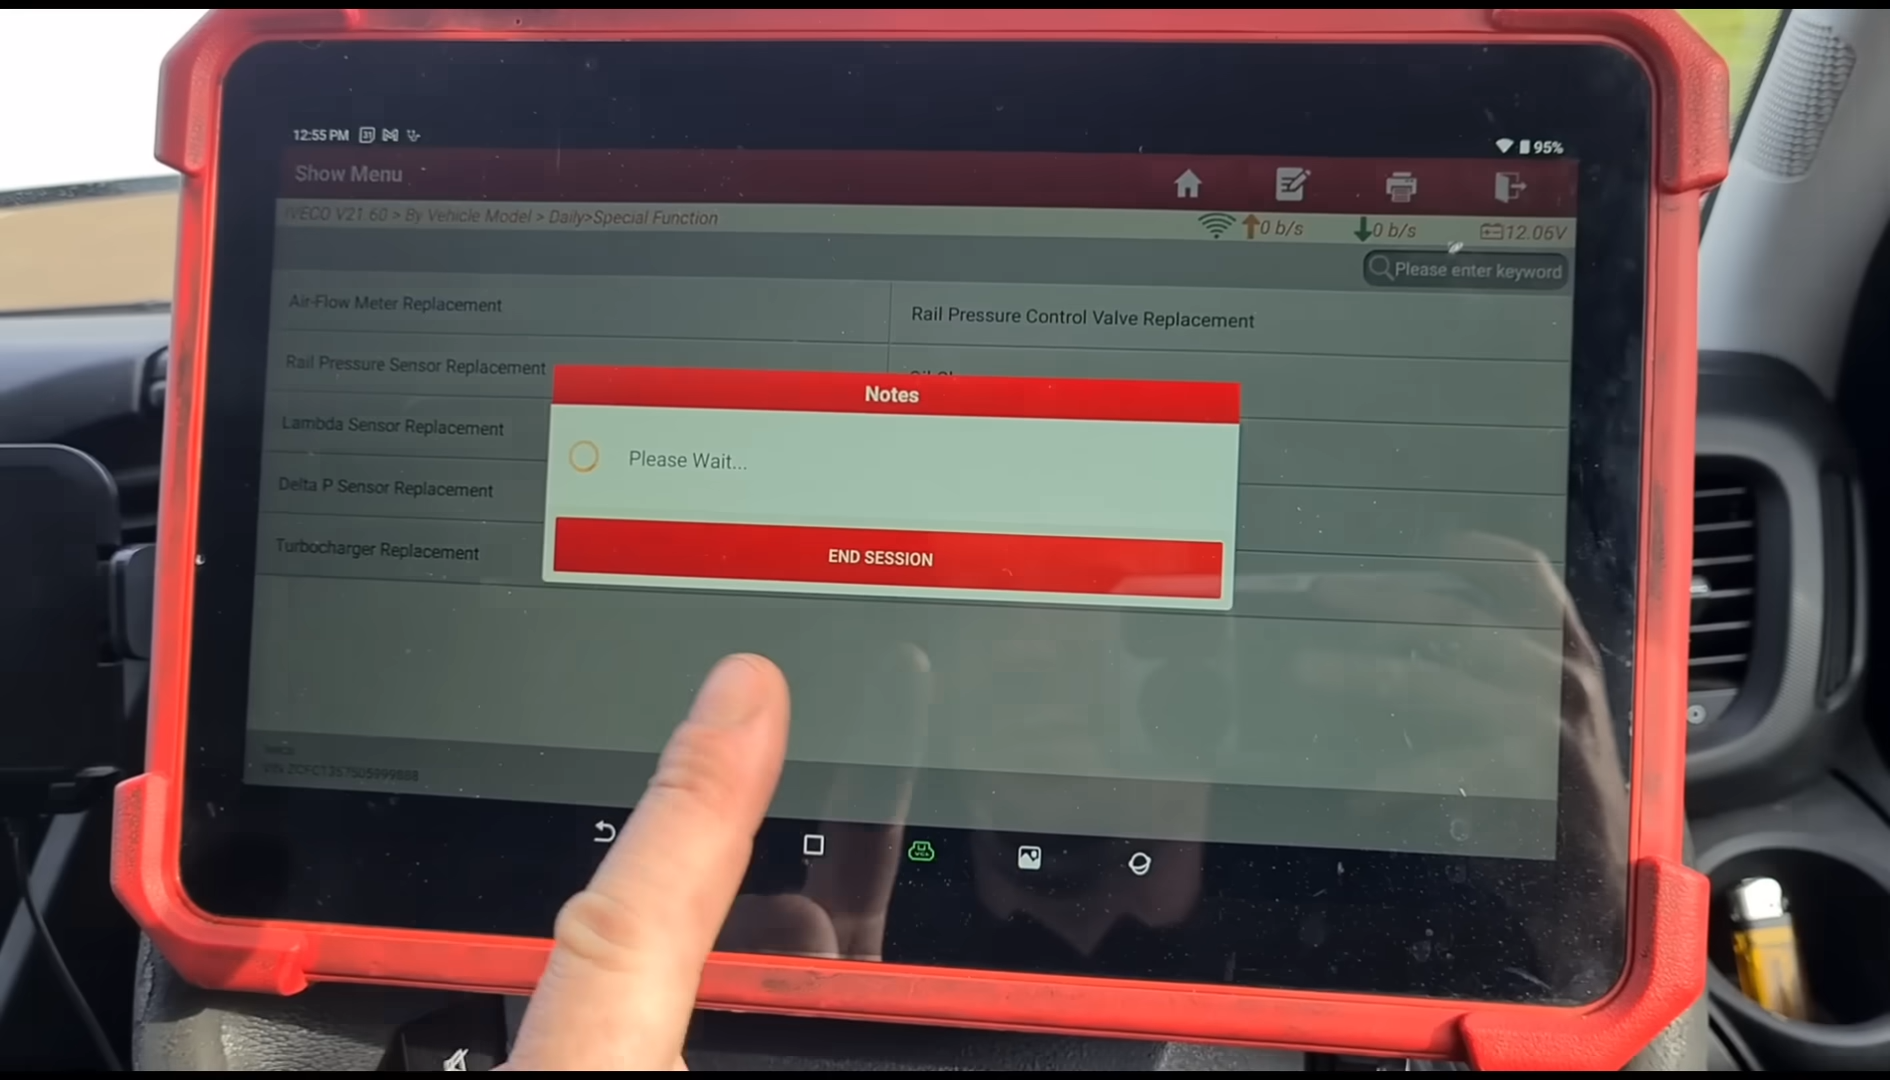 12:55 PM 31
95%
Show Menu
IVECO V21.60 > By Vehicle Model > Daily>Special Function
0 b/s
0 b/s
12.06V
Please enter keyword
Air-Flow Meter Replacement
Rail Pressure Control Valve Replacement
Rail Pressure Sensor Replacement
Notes
Lambda Sensor Replacement
Please Wait...
Delta P Sensor Replacement
Turbocharger Replacement
END SESSION